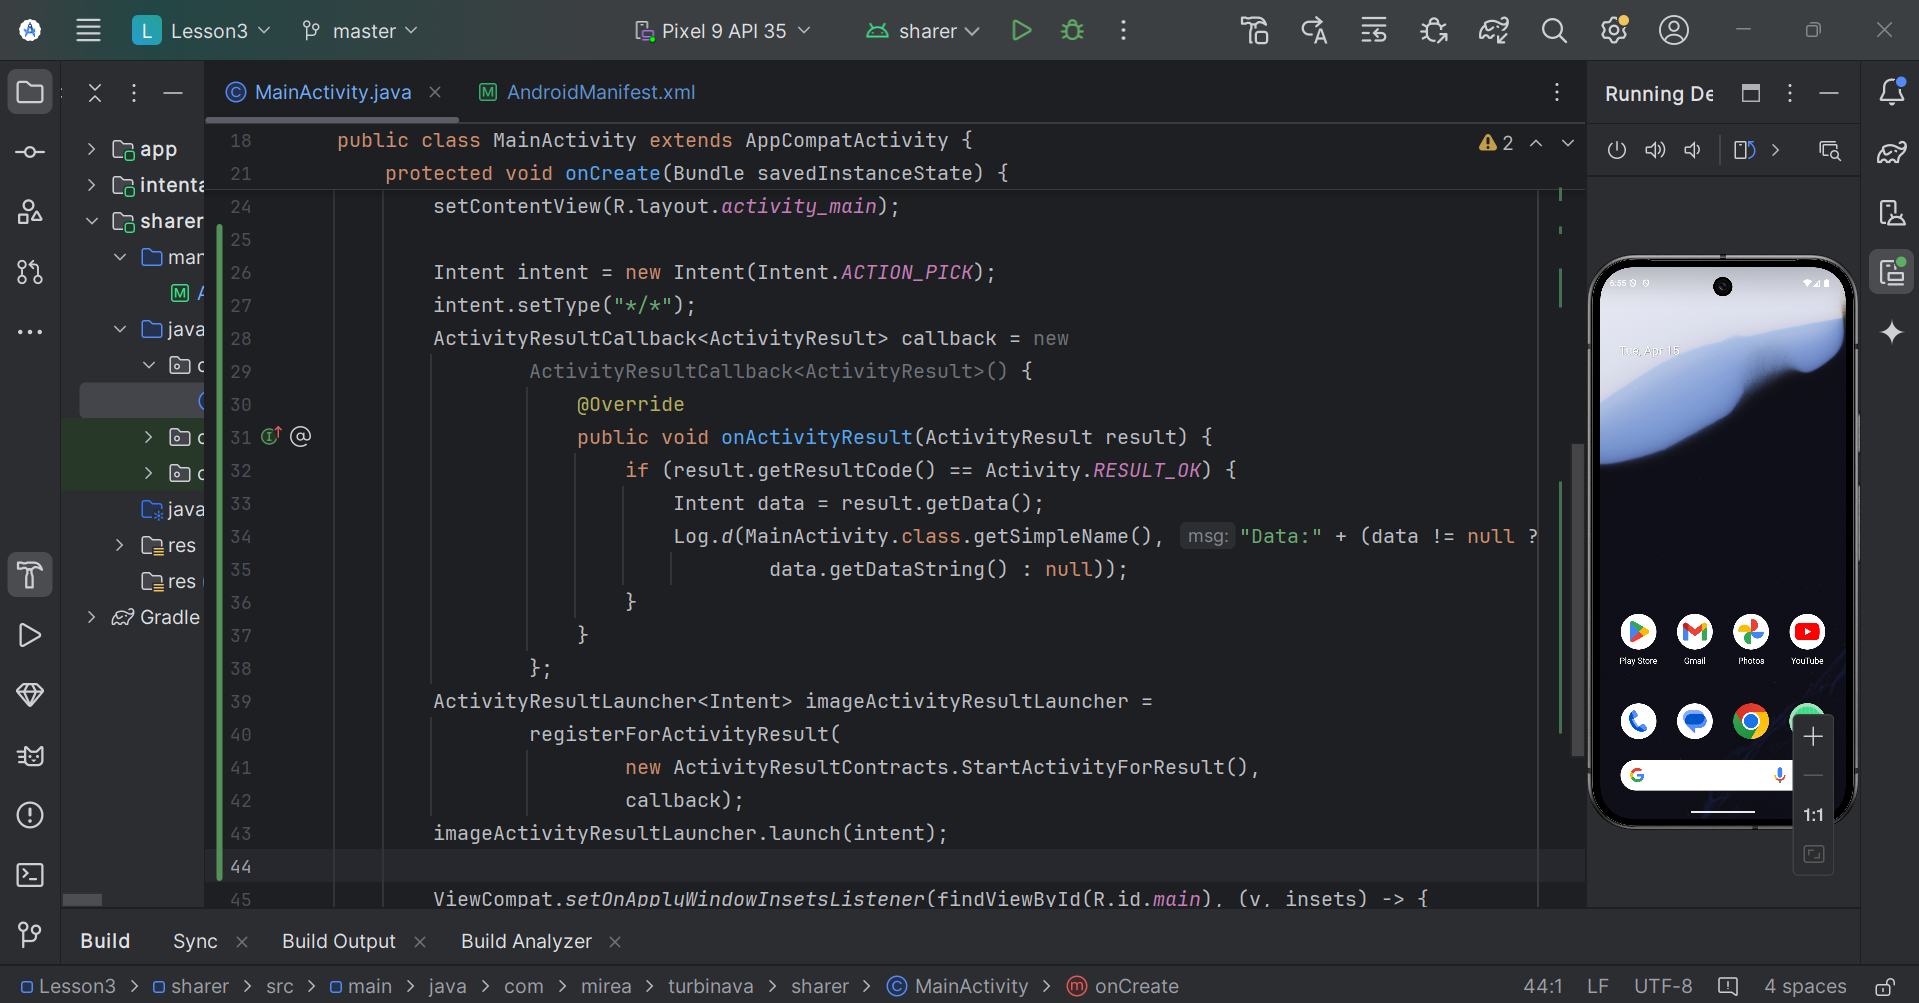 L Lesson3 master Pixel 9 API 35 sharer
MainActivity.java AndroidManifest.xml Running De
app
intenta
sharer
man
M A
java
c
c
c
java
res
res
Gradle
2
18 public class MainActivity extends AppCompatActivity {
21 protected void onCreate(Bundle savedInstanceState) {
24 setContentView(R.layout.activity_main);
25
26 Intent intent = new Intent(Intent.ACTION_PICK);
27 intent.setType("*/*");
28 ActivityResultCallback<ActivityResult> callback = new
29 ActivityResultCallback<ActivityResult>() {
30 @Override
31 public void onActivityResult(ActivityResult result) {
32 if (result.getResultCode() == Activity.RESULT_OK) {
33 Intent data = result.getData();
34 Log.d(MainActivity.class.getSimpleName(), msg: "Data:" + (data != null ?
35 data.getDataString() : null));
36 }
37 }
38 };
39 ActivityResultLauncher<Intent> imageActivityResultLauncher =
40 registerForActivityResult(
41 new ActivityResultContracts.StartActivityForResult(),
42 callback);
43 imageActivityResultLauncher.launch(intent);
44
45 ViewCompat.setOnApplyWindowInsetsListener(findViewById(R.id.main), (v, insets) -> {
6:55
Tue, Apr 15
Play Store Gmail Photos YouTube
1:1
Build Sync Build Output Build Analyzer
Lesson3 > sharer > src > main > java > com > mirea > turbinava > sharer > MainActivity > onCreate 44:1 LF UTF-8 4 spaces